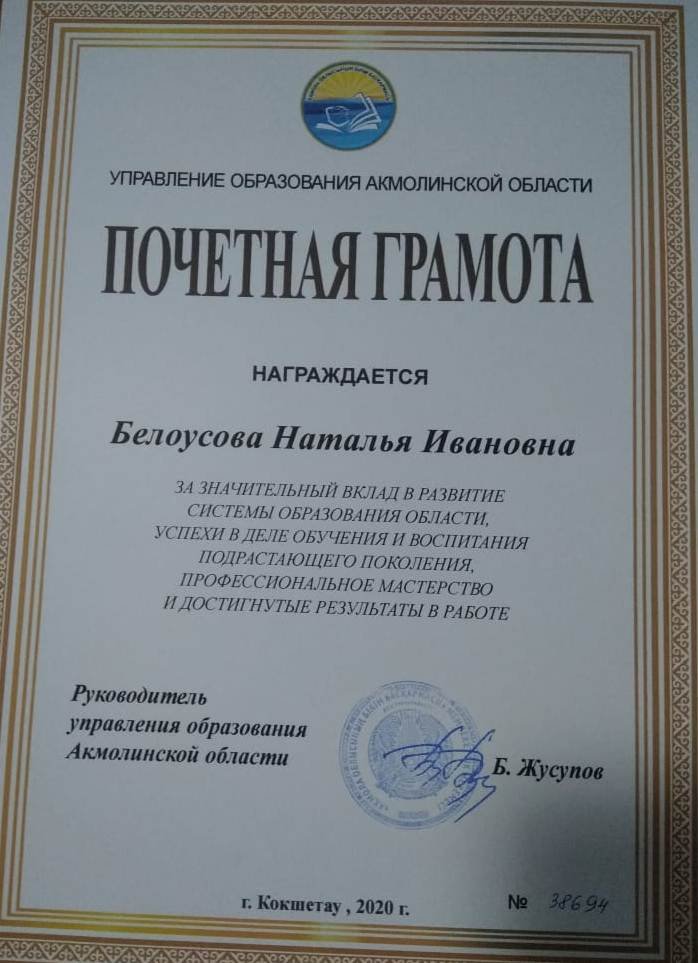 УПРАВЛЕНИЕ ОБРАЗОВАНИЯ АКМОЛИНСКОЙ ОБЛАСТИ
ПОЧЕТНАЯ ГРАМОТА
НАГРАЖДАЕТСЯ
Белоусова Наталья Ивановна
ЗА ЗНАЧИТЕЛЬНЫЙ ВКЛАД В РАЗВИТИЕ
СИСТЕМЫ ОБРАЗОВАНИЯ ОБЛАСТИ,
УСПЕХИ В ДЕЛЕ ОБУЧЕНИЯ И ВОСПИТАНИЯ
ПОДРАСТАЮЩЕГО ПОКОЛЕНИЯ,
ПРОФЕССИОНАЛЬНОЕ МАСТЕРСТВО
И ДОСТИГНУТЫЕ РЕЗУЛЬТАТЫ В РАБОТЕ
Руководитель
управления образования
Акмолинской области
Б. Жусупов
г. Кокшетау , 2020 г.
№ 38694